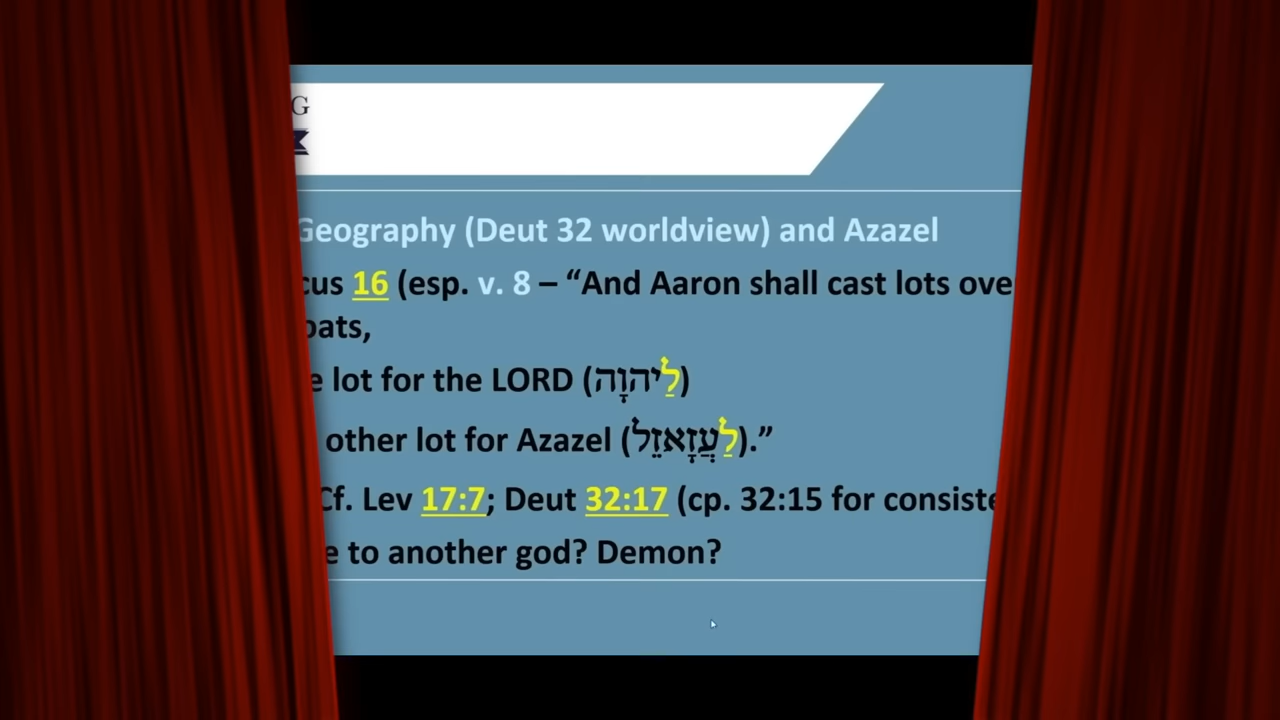 G
Geography (Deut 32 worldview) and Azazel
cus 16 (esp. v. 8 – “And Aaron shall cast lots ove
oats,
e lot for the LORD (לַיהוָה)
other lot for Azazel (לַעֲזָאזֵל).”
Cf. Lev 17:7; Deut 32:17 (cp. 32:15 for consiste
e to another god? Demon?